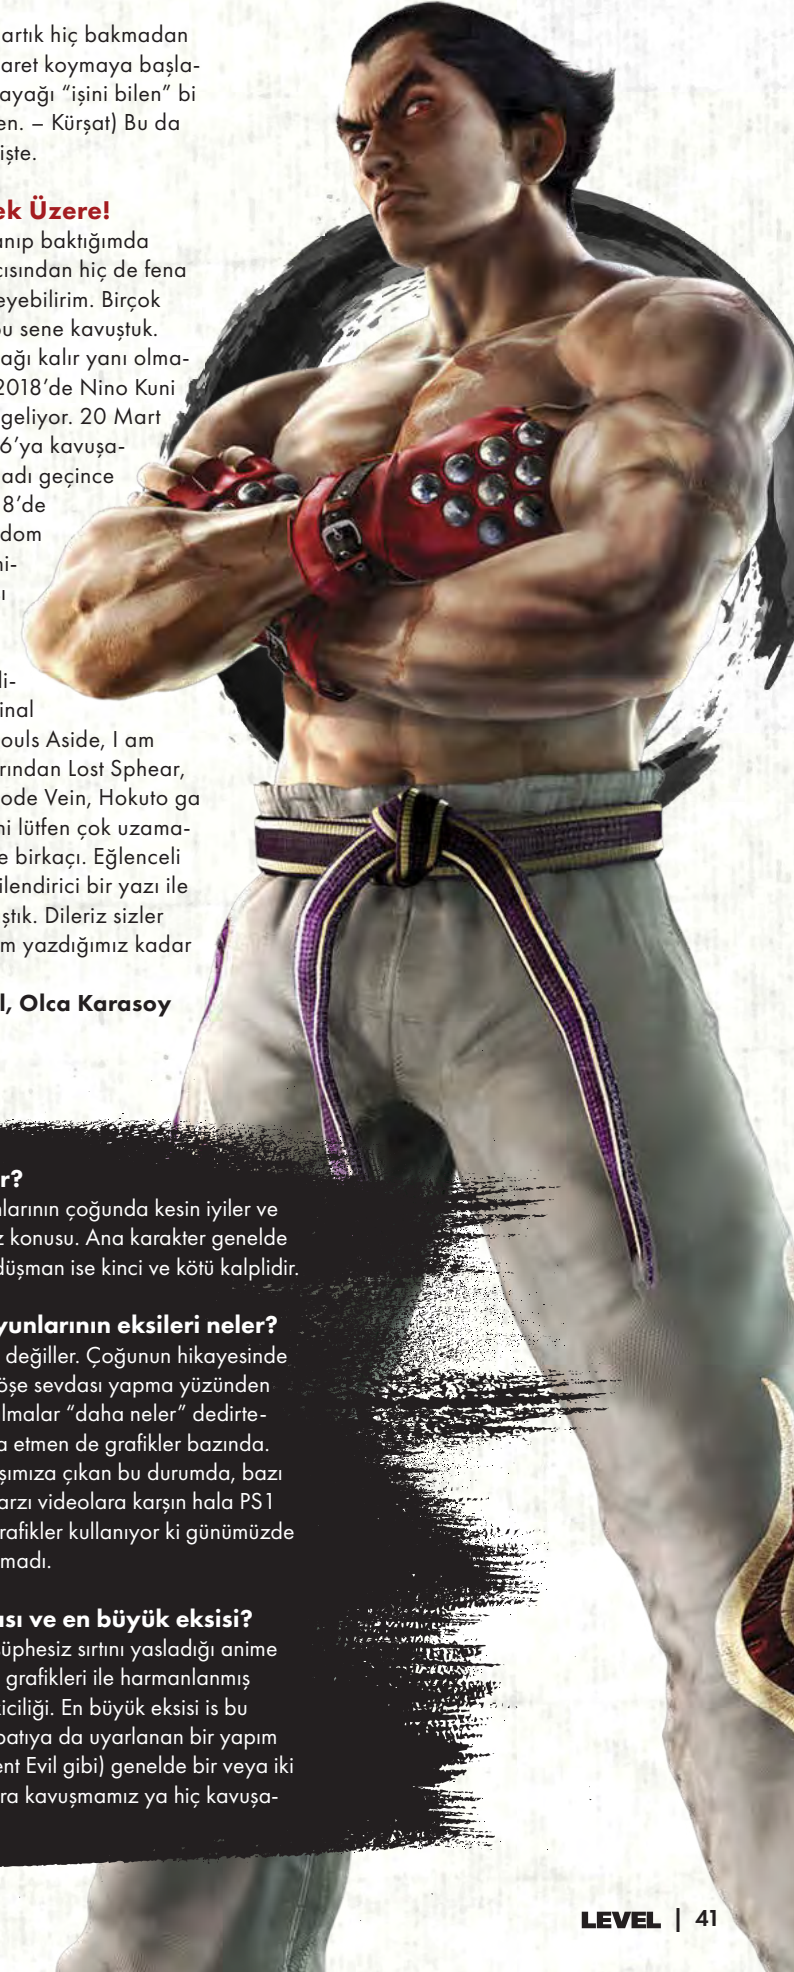 artık hiç bakmadan
aret koymaya başla-
ayağı “işini bilen” bi
en. – Kürşat) Bu da
işte.
ek Üzere!
anıp baktığımda
cısından hiç de fena
eyebilirim. Birçok
bu sene kavuştuk.
ağı kalır yanı olma-
2018’de Nino Kuni
geliyor. 20 Mart
6’ya kavuşa-
adı geçince
8’de
dom
ni-
ı
li-
inal
ouls Aside, I am
rından Lost Sphear,
ode Vein, Hokuto ga
ni lütfen çok uzama-
e birkaçı. Eğlenceli
ilendirici bir yazı ile
ştık. Dileriz sizler
m yazdığımız kadar
l, Olca Karasoy
r?
nlarının çoğunda kesin iyiler ve
z konusu. Ana karakter genelde
düşman ise kinci ve kötü kalplidir.
yunlarının eksileri neler?
değiller. Çoğunun hikayesinde
öşe sevdası yapma yüzünden
lmalar “daha neler” dedirte-
a etmen de grafikler bazında.
şımıza çıkan bu durumda, bazı
arzı videolara karşın hala PS1
rafikler kullanıyor ki günümüzde
madı.
ası ve en büyük eksisi?
üphesiz sırtını yasladığı anime
grafikleri ile harmanlanmış
kiciliği. En büyük eksisi is bu
batıya da uyarlanan bir yapım
ent Evil gibi) genelde bir veya iki
ra kavuşmamız ya hiç kavuşa-
LEVEL | 41